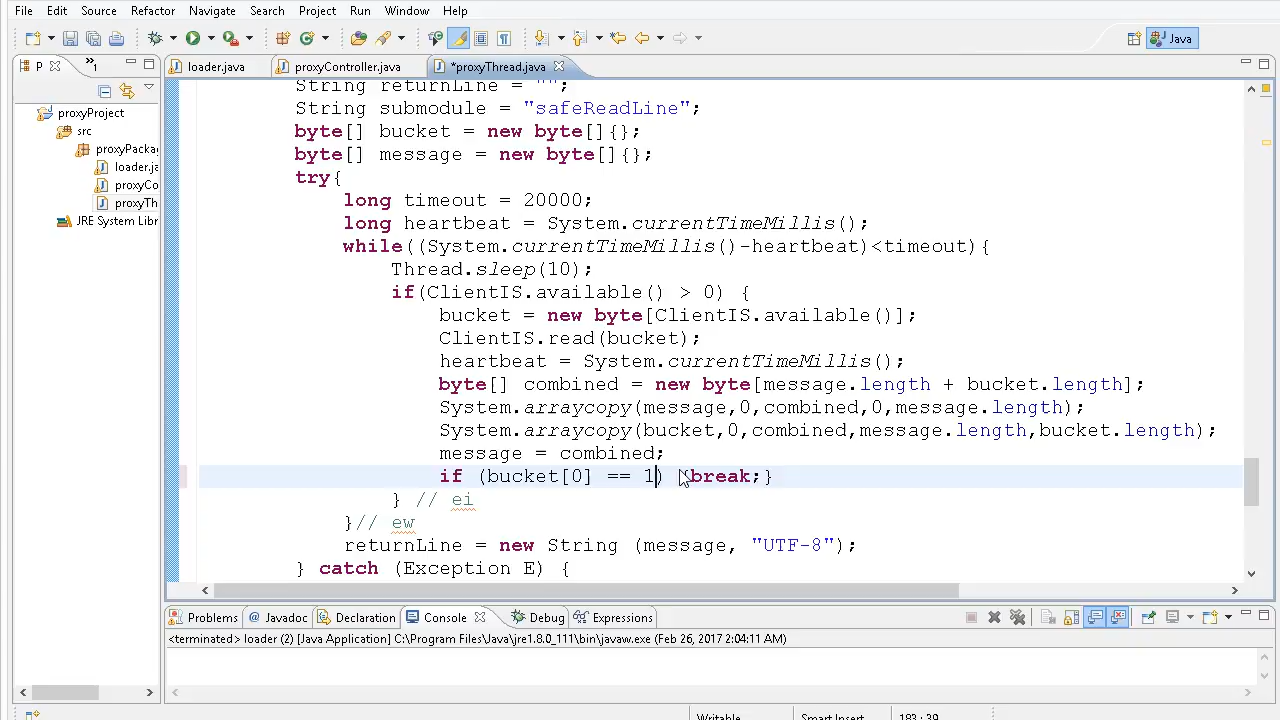 File Edit Source Refactor Navigate Search Project Run Window Help
Java
P
»1
loader.java
proxyController.java
*proxyThread.java
proxyProject
src
proxyPackag
loader.ja
proxyCo
proxyTh
JRE System Libr
String returnLine = "";
String submodule = "safeReadLine";
byte[] bucket = new byte[]{};
byte[] message = new byte[]{};
try{
long timeout = 20000;
long heartbeat = System.currentTimeMillis();
while((System.currentTimeMillis()-heartbeat)<timeout){
Thread.sleep(10);
if(ClientIS.available() > 0) {
bucket = new byte[ClientIS.available()];
ClientIS.read(bucket);
heartbeat = System.currentTimeMillis();
byte[] combined = new byte[message.length + bucket.length];
System.arraycopy(message,0,combined,0,message.length);
System.arraycopy(bucket,0,combined,message.length,bucket.length);
message = combined;
if (bucket[0] == 1) {break;}
} // ei
}// ew
returnLine = new String (message, "UTF-8");
} catch (Exception E) {
Problems @ Javadoc Declaration Console Debug Expressions
<terminated> loader (2) [Java Application] C:\Program Files\Java\jre1.8.0_111\bin\javaw.exe (Feb 26, 2017 2:04:11 AM)
Writable Smart Insert 183 : 39